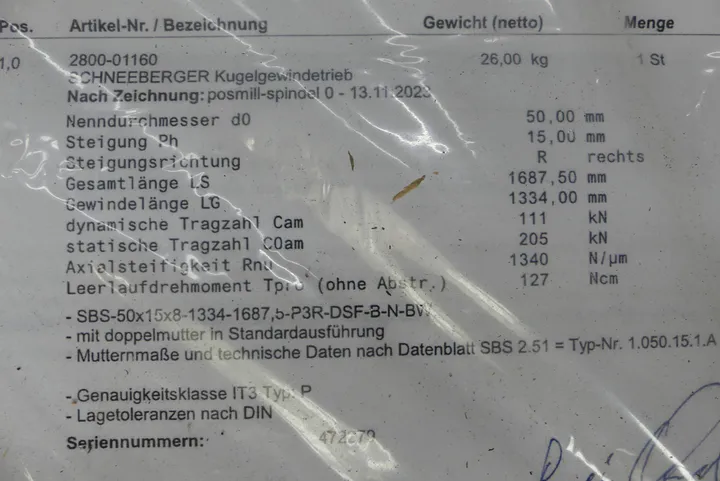 Pos. Artikel-Nr. / Bezeichnung Gewicht (netto) Menge
1,0 2800-01160 26,00 kg 1 St
SCHNEEBERGER Kugelgewindetrieb
Nach Zeichnung: posmill-spindel 0 - 13.11.2023
Nenndurchmesser d0 50,00 mm
Steigung Ph 15,00 mm
Steigungsrichtung R rechts
Gesamtlänge LS 1687,50 mm
Gewindelänge LG 1334,00 mm
dynamische Tragzahl Cam 111 kN
statische Tragzahl C0am 205 kN
Axialsteifigkeit Rnu 1340 N/µm
Leerlaufdrehmoment Tpr0 (ohne Abstr.) 127 Ncm
- SBS-50x15x8-1334-1687,5-P3R-DSF-B-N-BW
- mit doppelmutter in Standardausführung
- Mutternmaße und technische Daten nach Datenblatt SBS 2.51 = Typ-Nr. 1.050.15.1.A
- Genauigkeitsklasse IT3 Typ: P
- Lagetoleranzen nach DIN
Seriennummern: 472279